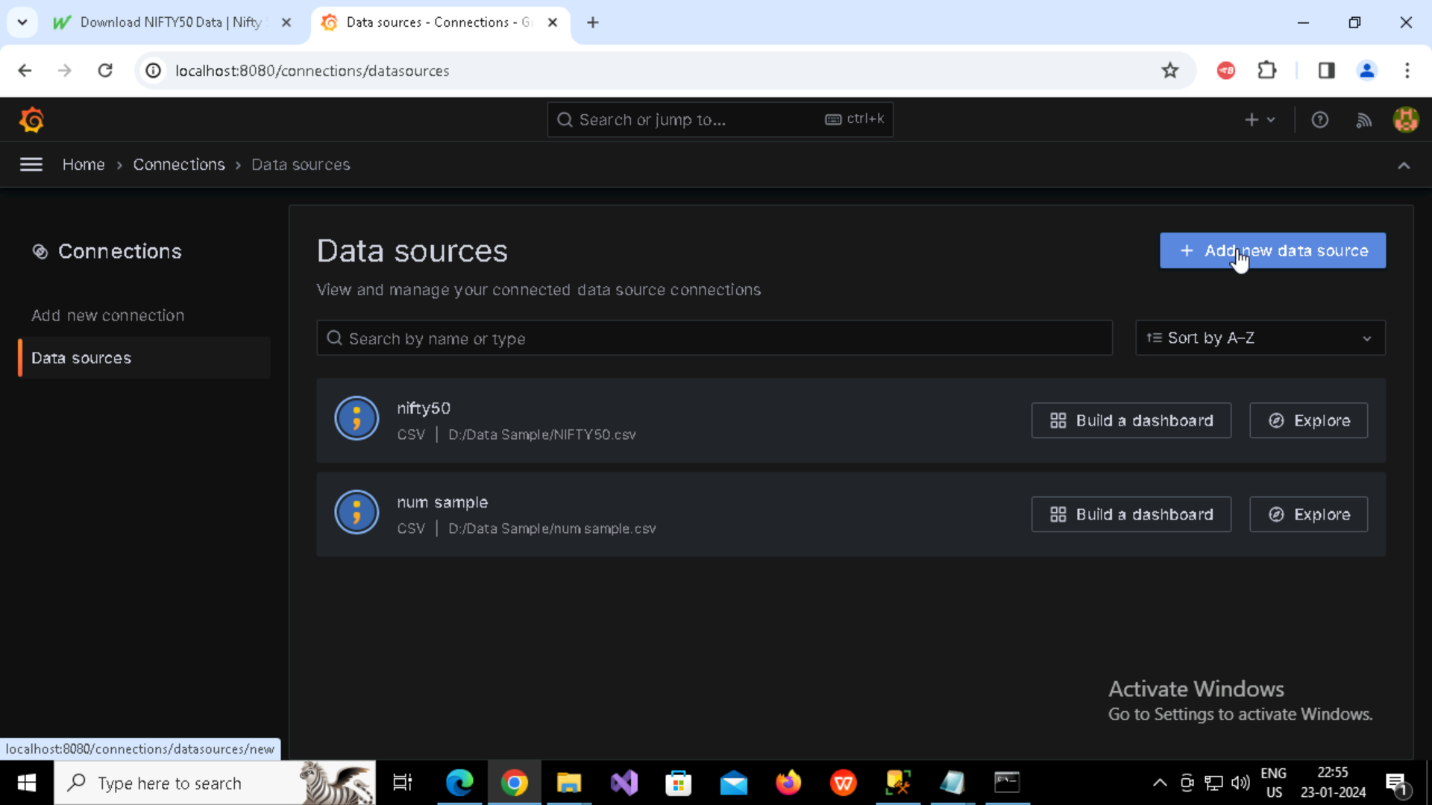 Download NIFTY50 Data | Nifty
Data sources - Connections - Gr
localhost:8080/connections/datasources
Search or jump to...
ctrl+k
Home › Connections › Data sources
Connections
Add new connection
Data sources
Data sources
+ Add new data source
View and manage your connected data source connections
Search by name or type
Sort by A–Z
nifty50
CSV | D:/Data Sample/NIFTY50.csv
Build a dashboard
Explore
num sample
CSV | D:/Data Sample/num sample.csv
Build a dashboard
Explore
Activate Windows
Go to Settings to activate Windows.
localhost:8080/connections/datasources/new
Type here to search
ENG
US
22:55
23-01-2024
1